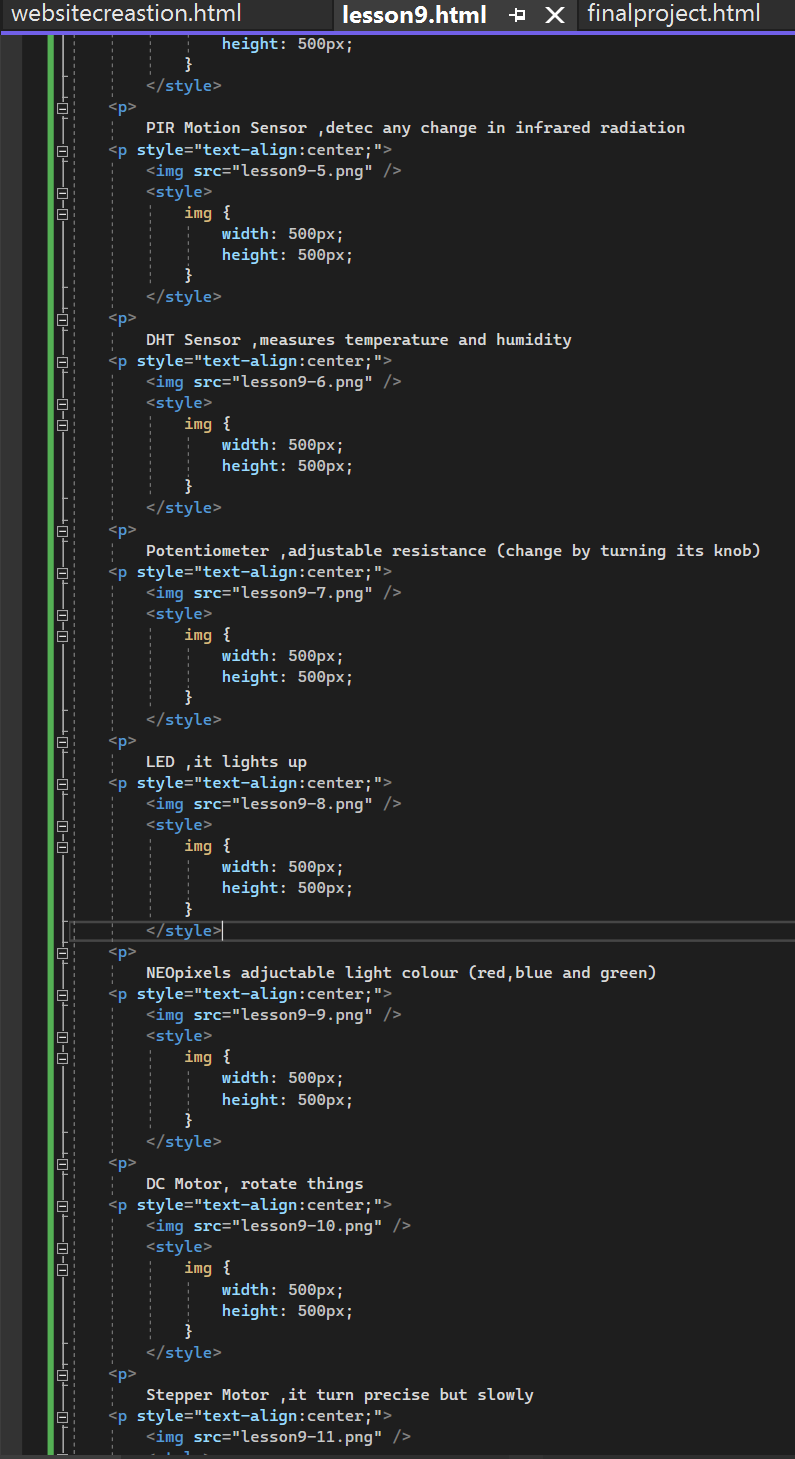 websitecreastion.html lesson9.html finalproject.html
height: 500px;
}
</style>
<p>
PIR Motion Sensor ,detec any change in infrared radiation
<p style="text-align:center;">
<img src="lesson9-5.png" />
<style>
img {
width: 500px;
height: 500px;
}
</style>
<p>
DHT Sensor ,measures temperature and humidity
<p style="text-align:center;">
<img src="lesson9-6.png" />
<style>
img {
width: 500px;
height: 500px;
}
</style>
<p>
Potentiometer ,adjustable resistance (change by turning its knob)
<p style="text-align:center;">
<img src="lesson9-7.png" />
<style>
img {
width: 500px;
height: 500px;
}
</style>
<p>
LED ,it lights up
<p style="text-align:center;">
<img src="lesson9-8.png" />
<style>
img {
width: 500px;
height: 500px;
}
</style>
<p>
NEOpixels adjuctable light colour (red,blue and green)
<p style="text-align:center;">
<img src="lesson9-9.png" />
<style>
img {
width: 500px;
height: 500px;
}
</style>
<p>
DC Motor, rotate things
<p style="text-align:center;">
<img src="lesson9-10.png" />
<style>
img {
width: 500px;
height: 500px;
}
</style>
<p>
Stepper Motor ,it turn precise but slowly
<p style="text-align:center;">
<img src="lesson9-11.png" />